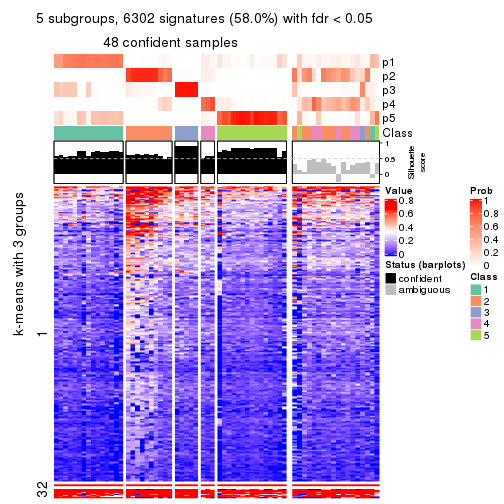 5 subgroups, 6302 signatures (58.0%) with fdr < 0.05
48 confident samples
p1
p2
p3
p4
p5
Class
1
0.5
0
Silhouette
score
k-means with 3 groups
1
32
Value
0.8
0.6
0.4
0.2
0
Status (barplots)
confident
ambiguous
Prob
1
0.8
0.6
0.4
0.2
0
Class
1
2
3
4
5